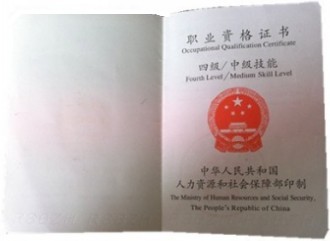 职业资格证书
Occupational Qualification Certificate
四级/中级技能
Fourth Level/Medium Skill Level
中华人民共和国
人力资源和社会保障部印制
The Ministry of Human Resources and Social Security,
The People's Republic of China